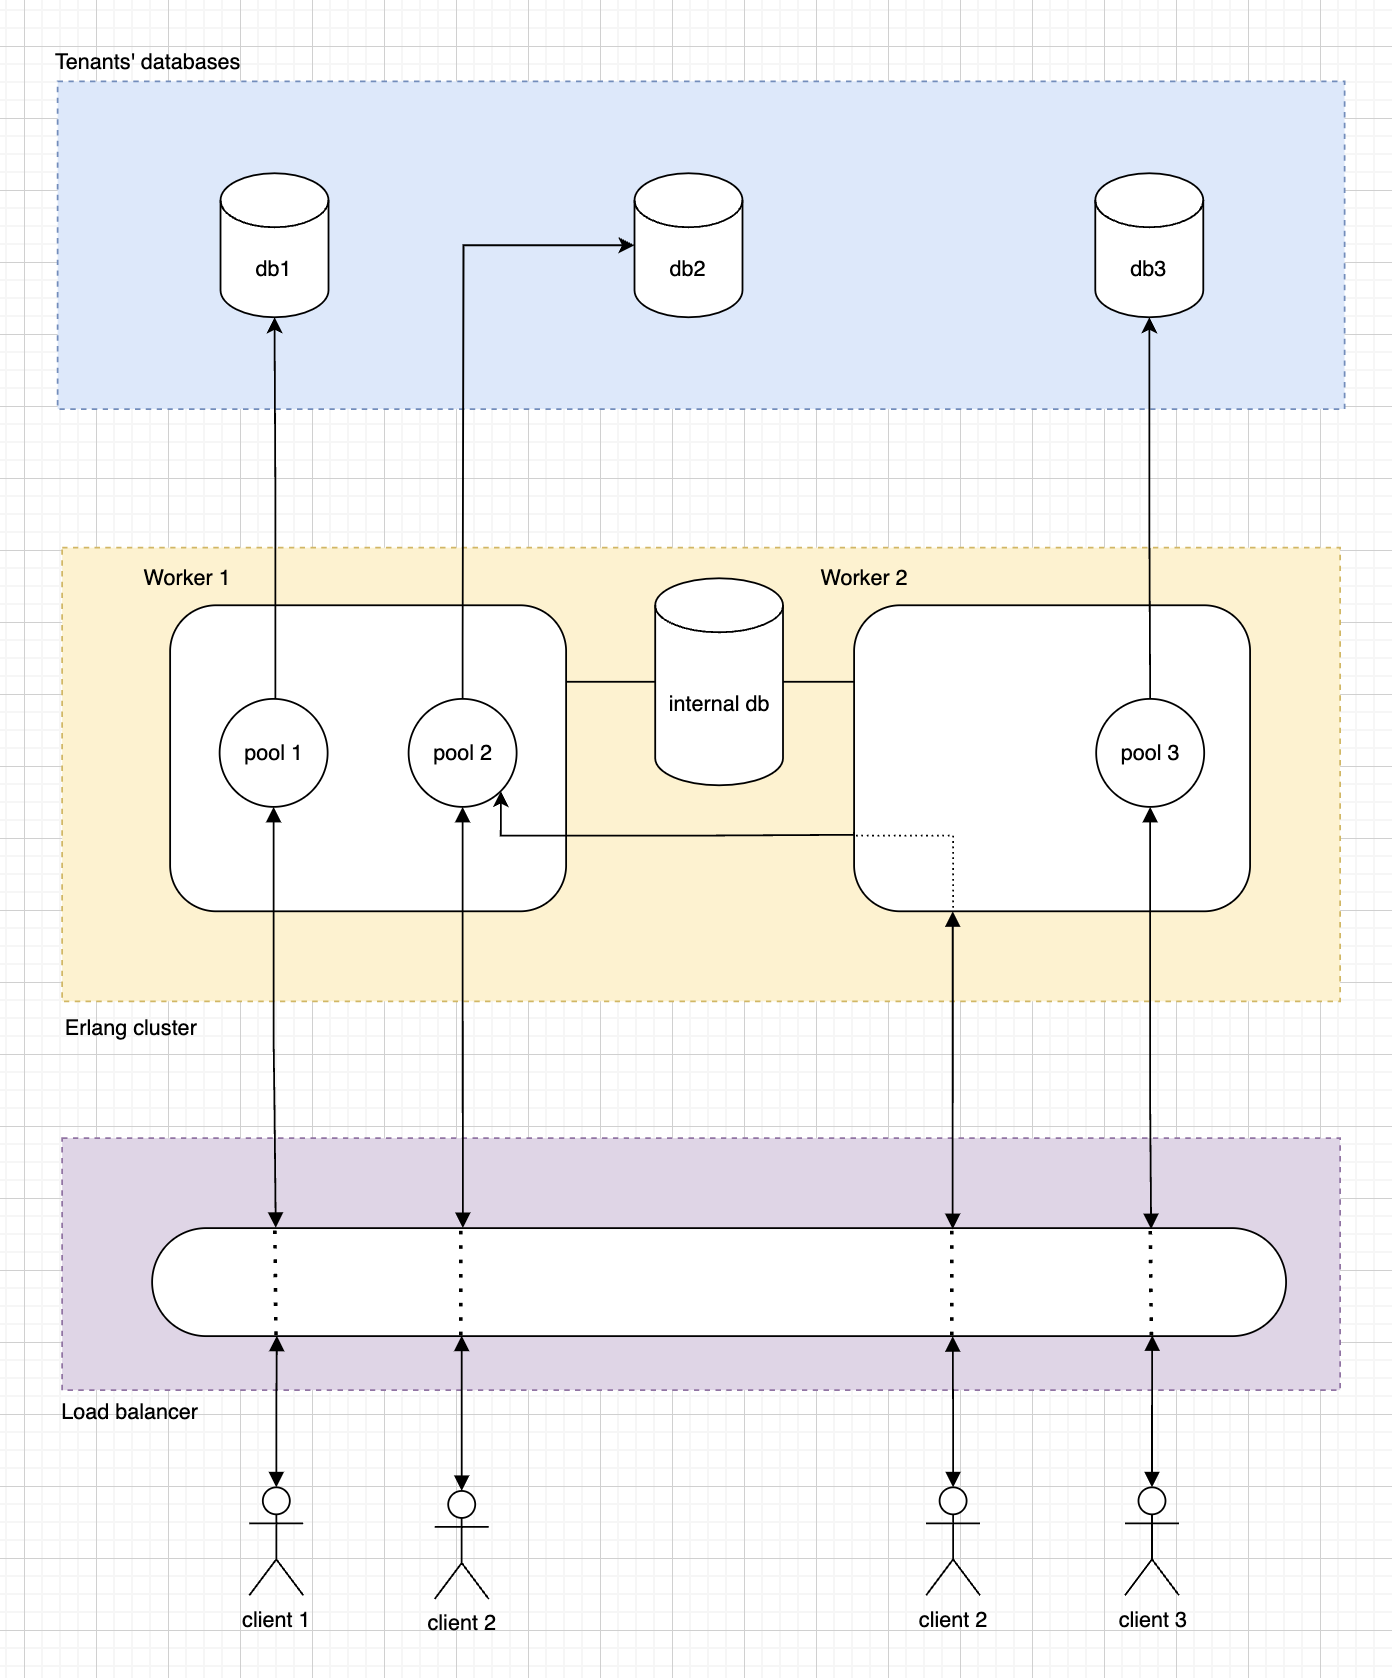 Tenants' databases
db1
db2
db3
Worker 1
Worker 2
internal db
pool 1
pool 2
pool 3
Erlang cluster
Load balancer
client 1
client 2
client 2
client 3